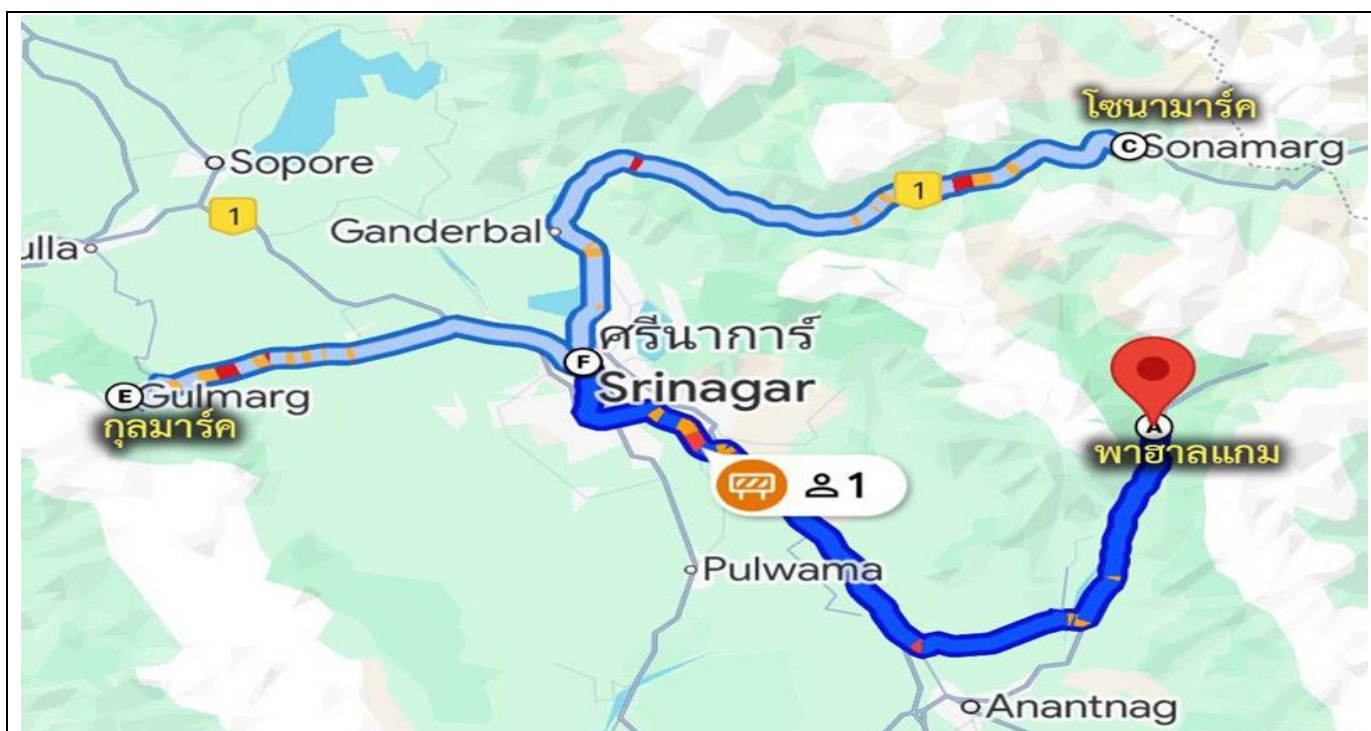 โซนามาร์ค
C Sonamarg
Sopore
1
1
Ganderbal
ulla
ศรีนาการ์
F
Srinagar
E Gulmarg
กุลมาร์ค
A
พาฮาลแกม
1
Pulwama
Anantnag